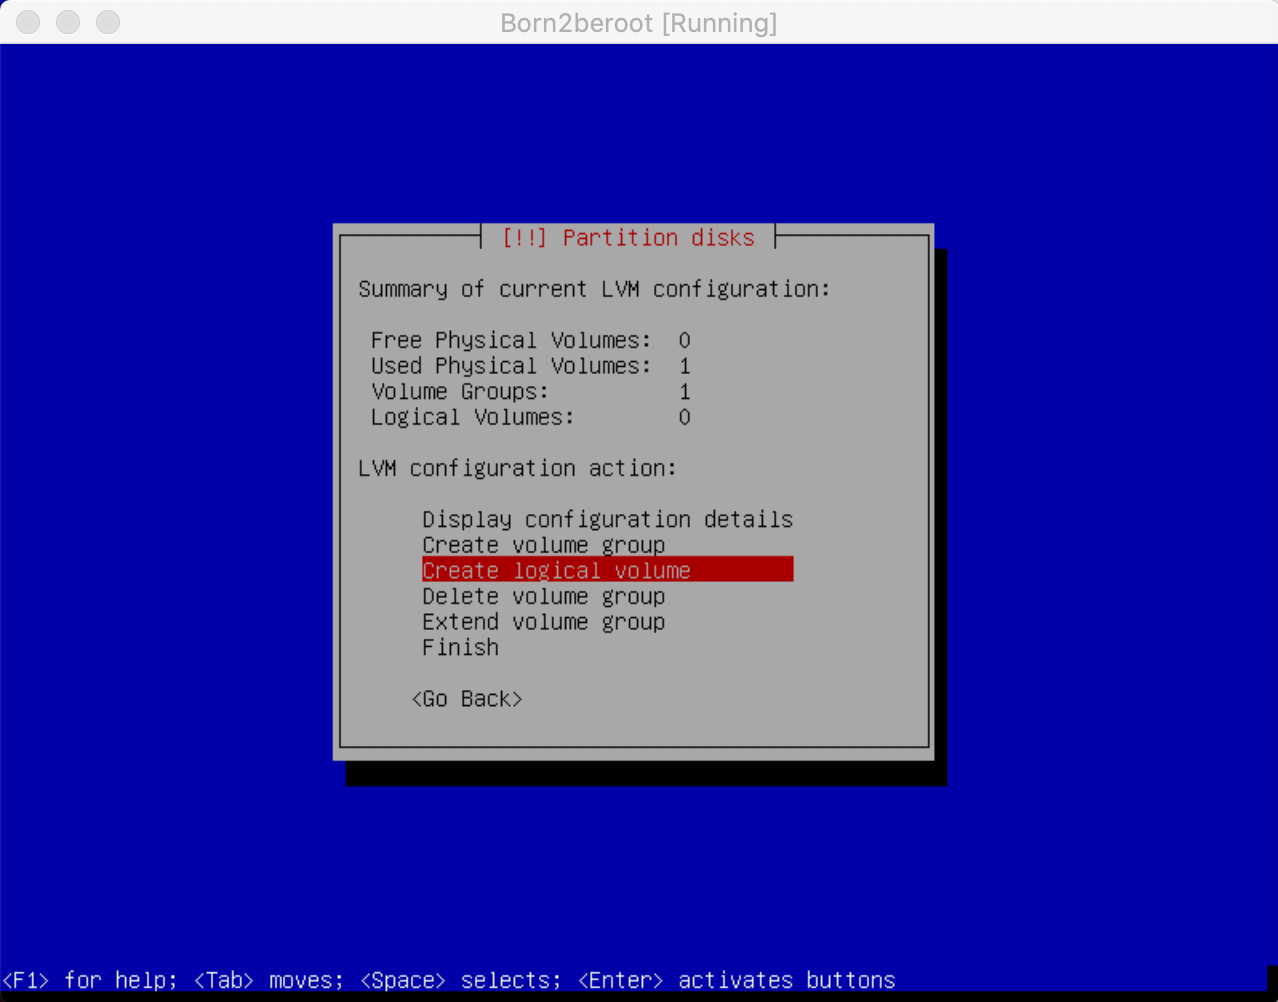 Born2beroot [Running]
[!!] Partition disks
Summary of current LVM configuration:
Free Physical Volumes: 0
Used Physical Volumes: 1
Volume Groups: 1
Logical Volumes: 0
LVM configuration action:
Display configuration details
Create volume group
Create logical volume
Delete volume group
Extend volume group
Finish
<Go Back>
<F1> for help; <Tab> moves; <Space> selects; <Enter> activates buttons